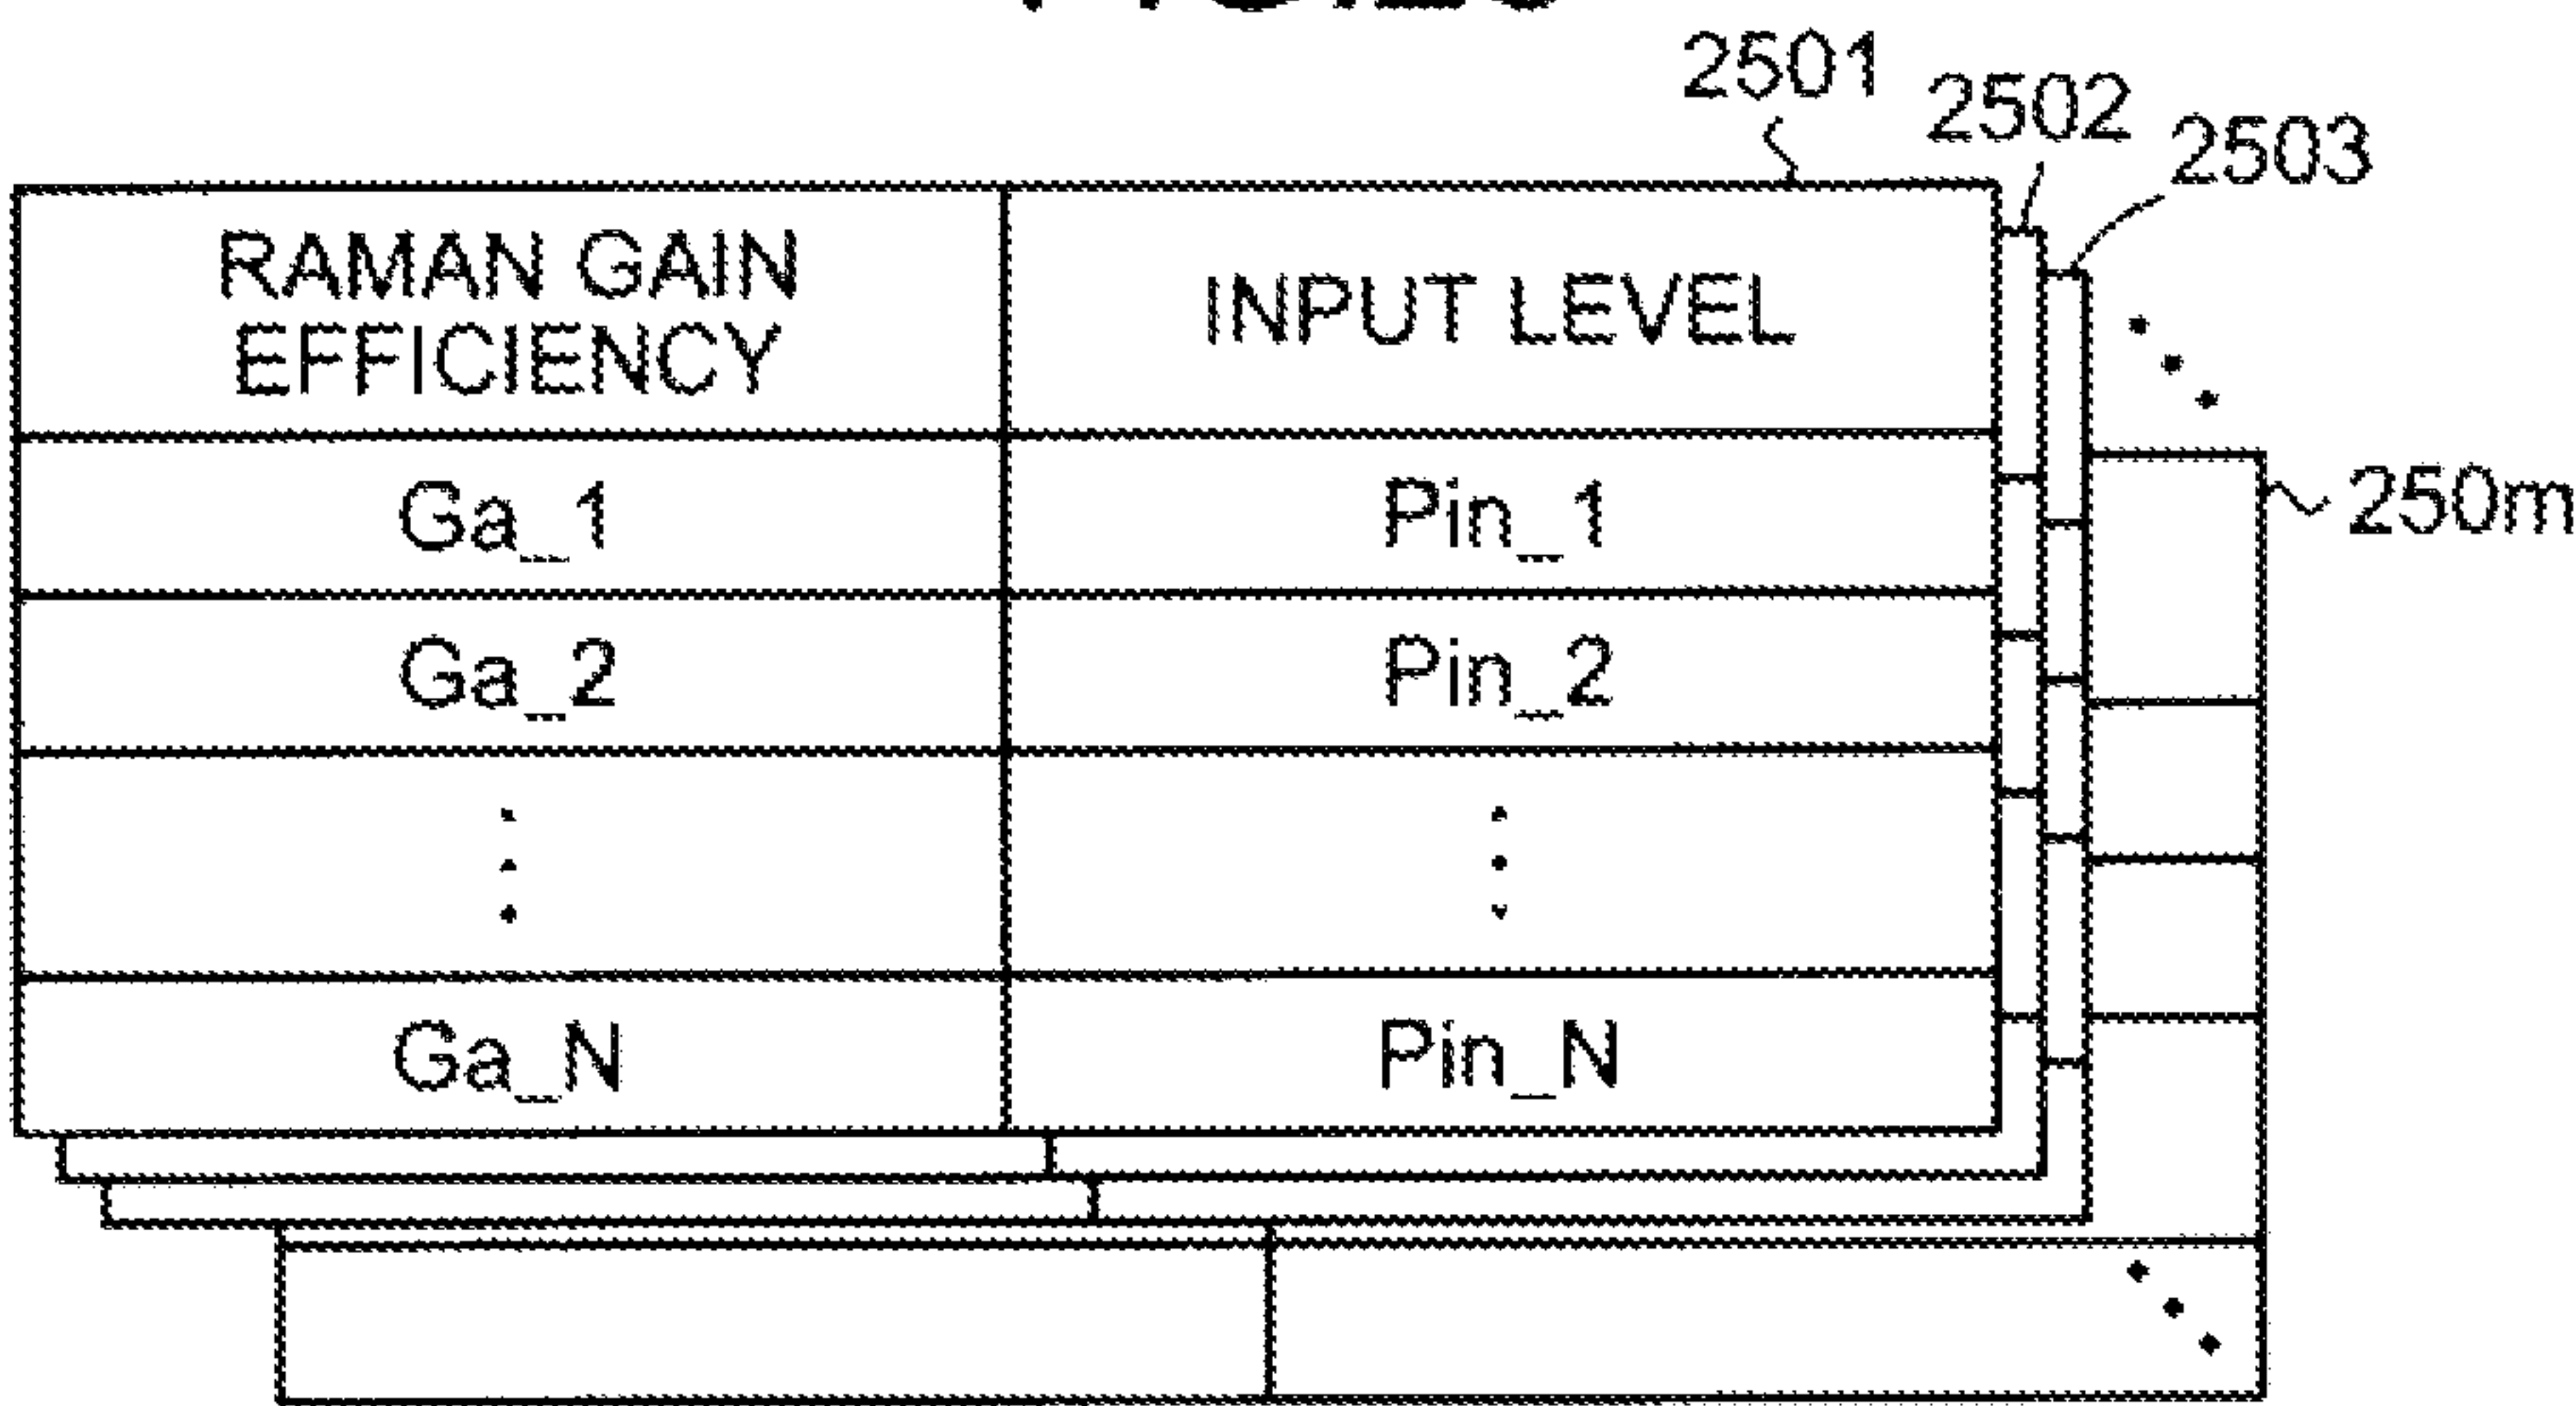 2501
2502
2503
RAMAN GAIN
EFFICIENCY
INPUT LEVEL
Ga_1
Pin_1
250m
Ga_2
Pin_2
Ga_N
Pin_N